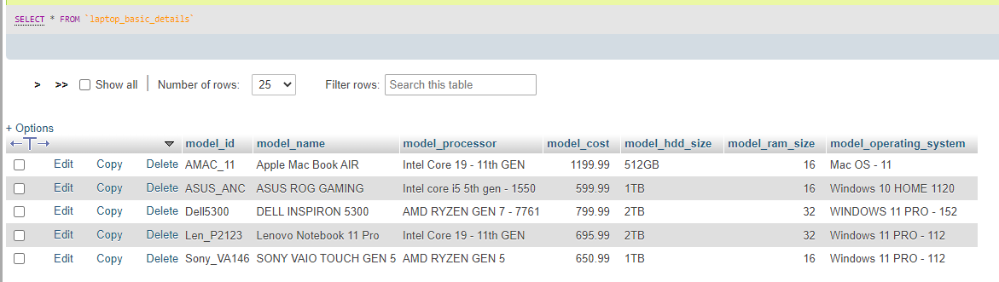 SELECT * FROM `laptop_basic_details`
> >> Show all Number of rows: 25 Filter rows: Search this table
+ Options
model_id model_name model_processor model_cost model_hdd_size model_ram_size model_operating_system
Edit Copy Delete AMAC_11 Apple Mac Book AIR Intel Core 19 - 11th GEN 1199.99 512GB 16 Mac OS - 11
Edit Copy Delete ASUS_ANC ASUS ROG GAMING Intel core i5 5th gen - 1550 599.99 1TB 16 Windows 10 HOME 1120
Edit Copy Delete Dell5300 DELL INSPIRON 5300 AMD RYZEN GEN 7 - 7761 799.99 2TB 32 WINDOWS 11 PRO - 152
Edit Copy Delete Len_P2123 Lenovo Notebook 11 Pro Intel Core 19 - 11th GEN 695.99 2TB 32 Windows 11 PRO - 112
Edit Copy Delete Sony_VA146 SONY VAIO TOUCH GEN 5 AMD RYZEN GEN 5 650.99 1TB 16 Windows 11 PRO - 112